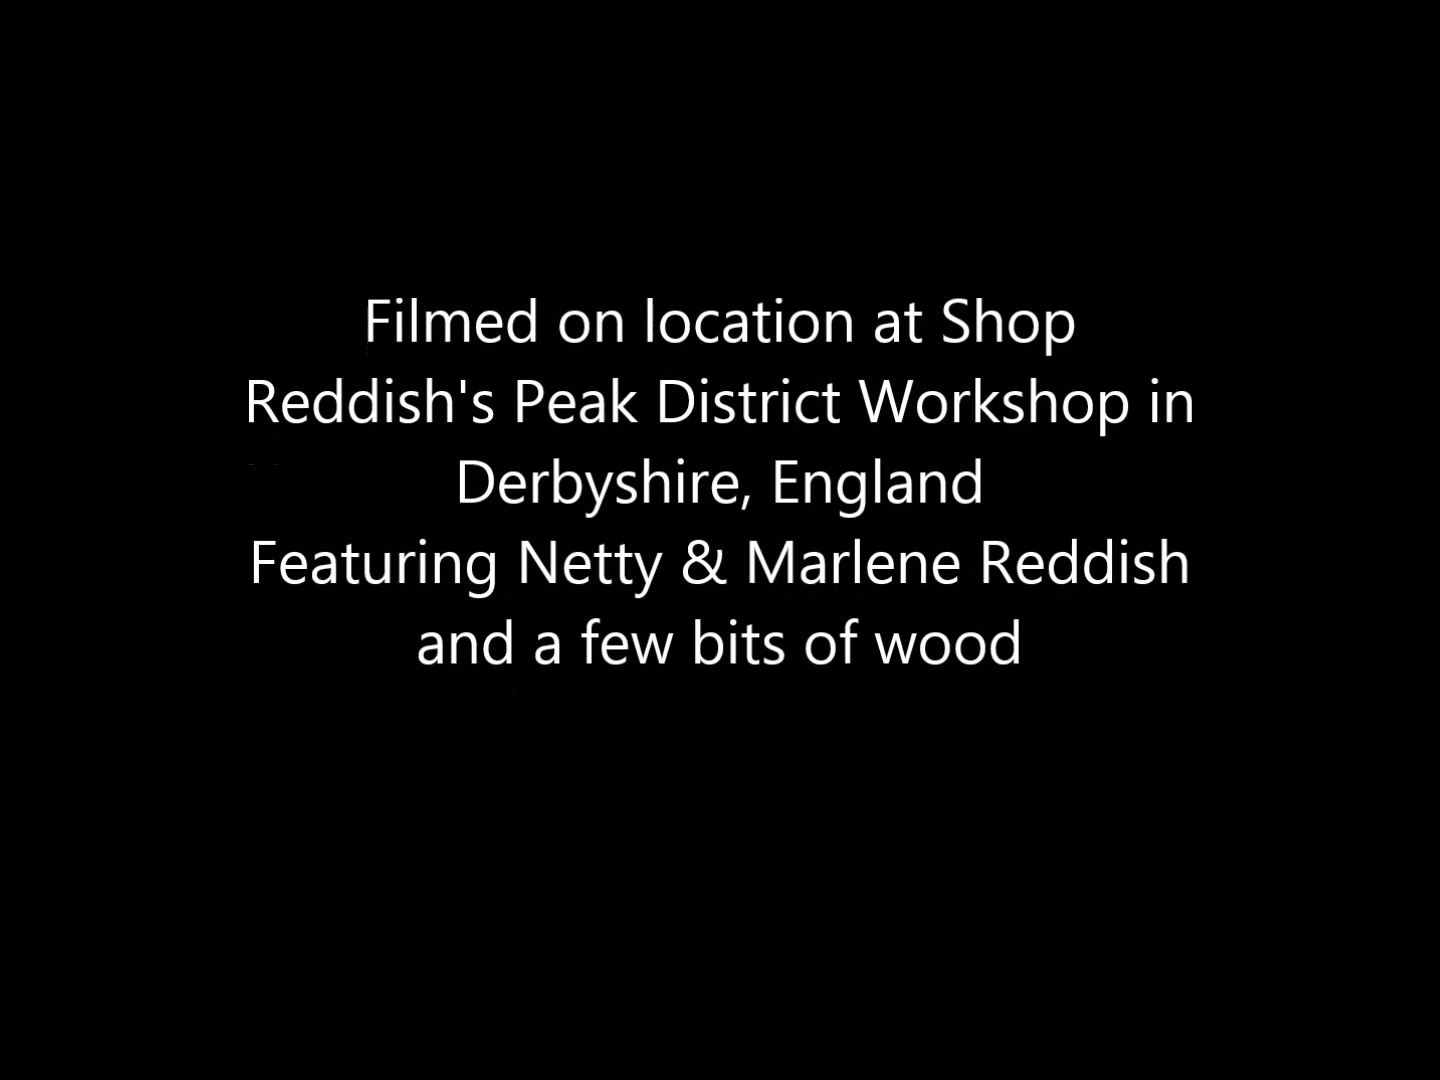 Filmed on location at Shop
Reddish's Peak District Workshop in
Derbyshire, England
Featuring Netty & Marlene Reddish
and a few bits of wood